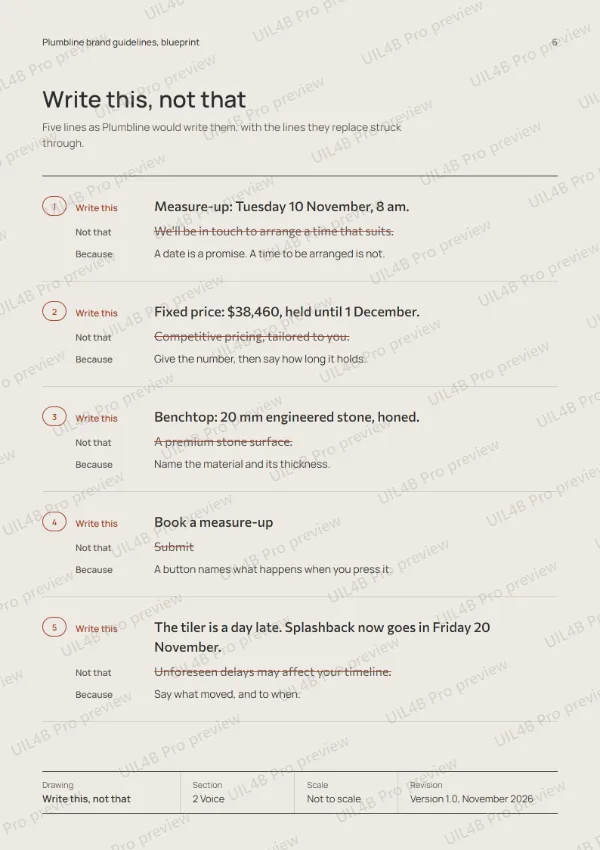 Plumbline brand guidelines, blueprint
6
Write this, not that
Five lines as Plumbline would write them, with the lines they replace struck
through.
1 Write this Measure-up: Tuesday 10 November, 8 am.
Not that We'll be in touch to arrange a time that suits.
Because A date is a promise. A time to be arranged is not.
2 Write this Fixed price: $38,460, held until 1 December.
Not that Competitive pricing, tailored to you.
Because Give the number, then say how long it holds.
3 Write this Benchtop: 20 mm engineered stone, honed.
Not that A premium stone surface.
Because Name the material and its thickness.
4 Write this Book a measure-up
Not that Submit
Because A button names what happens when you press it.
5 Write this The tiler is a day late. Splashback now goes in Friday 20
November.
Not that Unforeseen delays may affect your timeline.
Because Say what moved, and to when.
Drawing Section Scale Revision
Write this, not that 2 Voice Not to scale Version 1.0, November 2026
UIL4B Pro preview